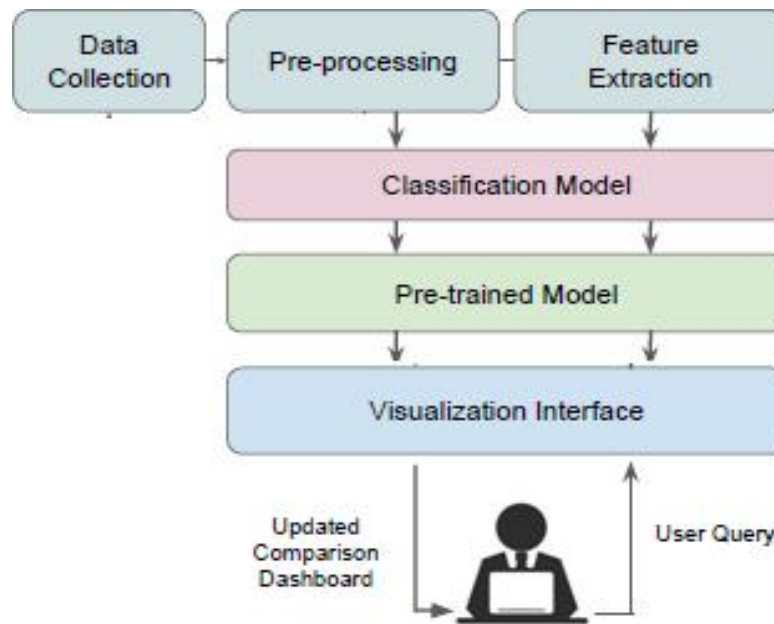 Data
Collection
Pre-processing
Feature
Extraction
Classification Model
Pre-trained Model
Visualization Interface
Updated
Comparison
Dashboard
User Query